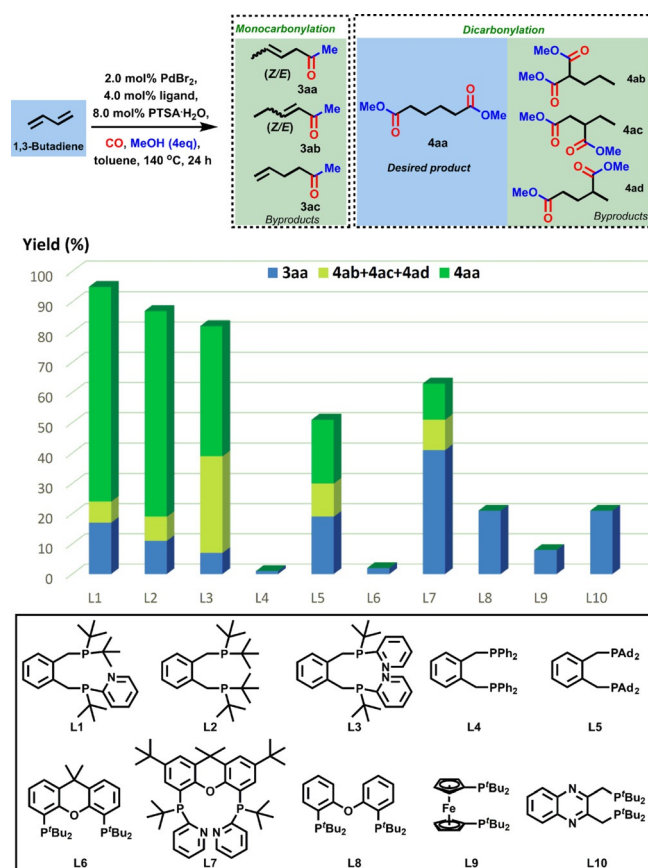 Monocarbonylation
Dicarbonylation
2.0 mol% PdBr2,
4.0 mol% ligand,
8.0 mol% PTSA·H2O,
CO, MeOH (4eq)
toluene, 140 °C, 24 h
1,3-Butadiene
Me
O
(Z/E)
3aa
Me
O
(Z/E)
3ab
Me
O
3ac
Byproducts
O
MeO
OMe
O
4aa
Desired product
MeO
O
MeO
O
4ab
MeO
O
O
OMe
4ac
OMe
O
MeO
O
4ad
Byproducts
Yield (%)
3aa 4ab+4ac+4ad 4aa
100
90
80
70
60
50
40
30
20
10
0
L1 L2 L3 L4 L5 L6 L7 L8 L9 L10
P
P
N
L1
P
P
L2
P
N
N
P
L3
PPh2
PPh2
L4
PAd2
PAd2
L5
O
PtBu2 PtBu2
L6
O
P P
N N
L7
O
PtBu2 PtBu2
L8
PtBu2
Fe
PtBu2
L9
N
N
PtBu2
PtBu2
L10